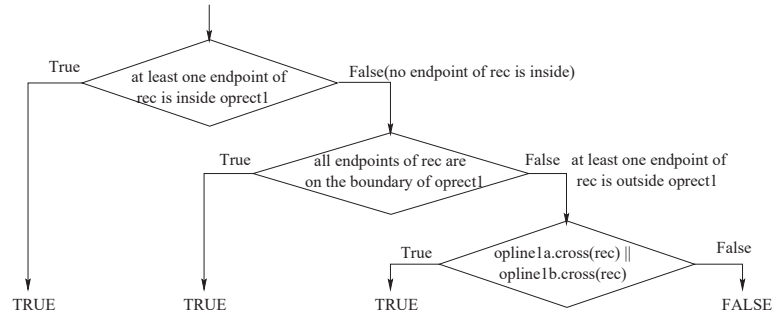 True
at least one endpoint of
rec is inside oprect1
False(no endpoint of rec is inside)
True
all endpoints of rec are
on the boundary of oprect1
False
at least one endpoint of
rec is outside oprect1
True
opline1a.cross(rec) ||
opline1b.cross(rec)
False
TRUE
TRUE
TRUE
FALSE